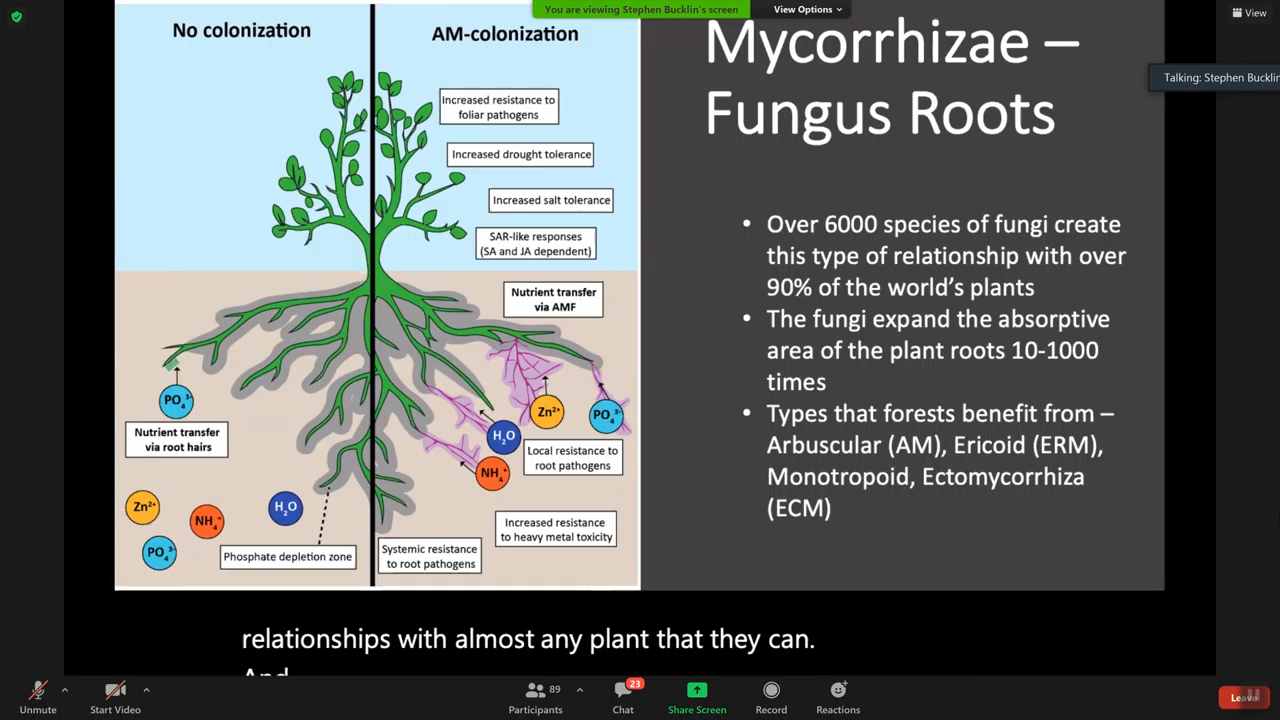 You are viewing Stephen Bucklin's screen
View Options
View
Talking: Stephen Bucklin
No colonization
AM-colonization
Increased resistance to
foliar pathogens
Increased drought tolerance
Increased salt tolerance
SAR-like responses
(SA and JA dependent)
Nutrient transfer
via AMF
PO₄³⁻
Nutrient transfer
via root hairs
Zn²⁺
PO₄³⁻
H₂O
NH₄⁺
Local resistance to
root pathogens
Zn²⁺
NH₄⁺
H₂O
PO₄³⁻
Phosphate depletion zone
Increased resistance
to heavy metal toxicity
Systemic resistance
to root pathogens
Mycorrhizae –
Fungus Roots
• Over 6000 species of fungi create
this type of relationship with over
90% of the world's plants
• The fungi expand the absorptive
area of the plant roots 10-1000
times
• Types that forests benefit from –
Arbuscular (AM), Ericoid (ERM),
Monotropoid, Ectomycorrhiza
(ECM)
relationships with almost any plant that they can.
And
Unmute
Start Video
89
Participants
23
Chat
Share Screen
Record
Reactions
Leave